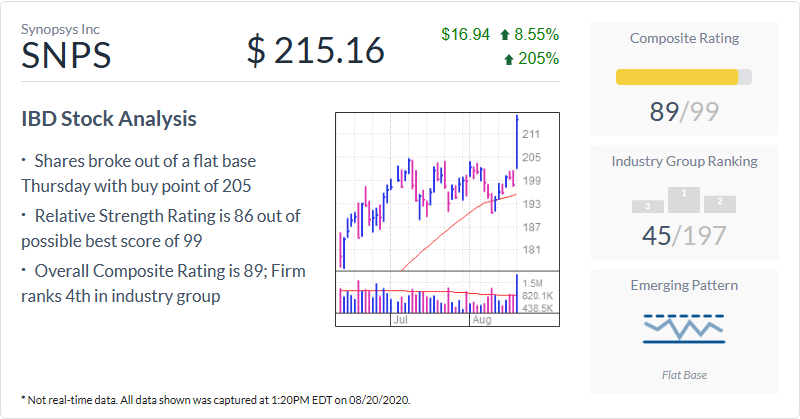 Synopsys Inc
SNPS
$ 215.16
$16.94 8.55%
205%
IBD Stock Analysis
· Shares broke out of a flat base
Thursday with buy point of 205
· Relative Strength Rating is 86 out of
possible best score of 99
· Overall Composite Rating is 89; Firm
ranks 4th in industry group
211
205
199
193
187
181
1.5M
820.1K
438.5K
Jul
Aug
Composite Rating
89/99
Industry Group Ranking
3
1
2
45/197
Emerging Pattern
Flat Base
* Not real-time data. All data shown was captured at 1:20PM EDT on 08/20/2020.